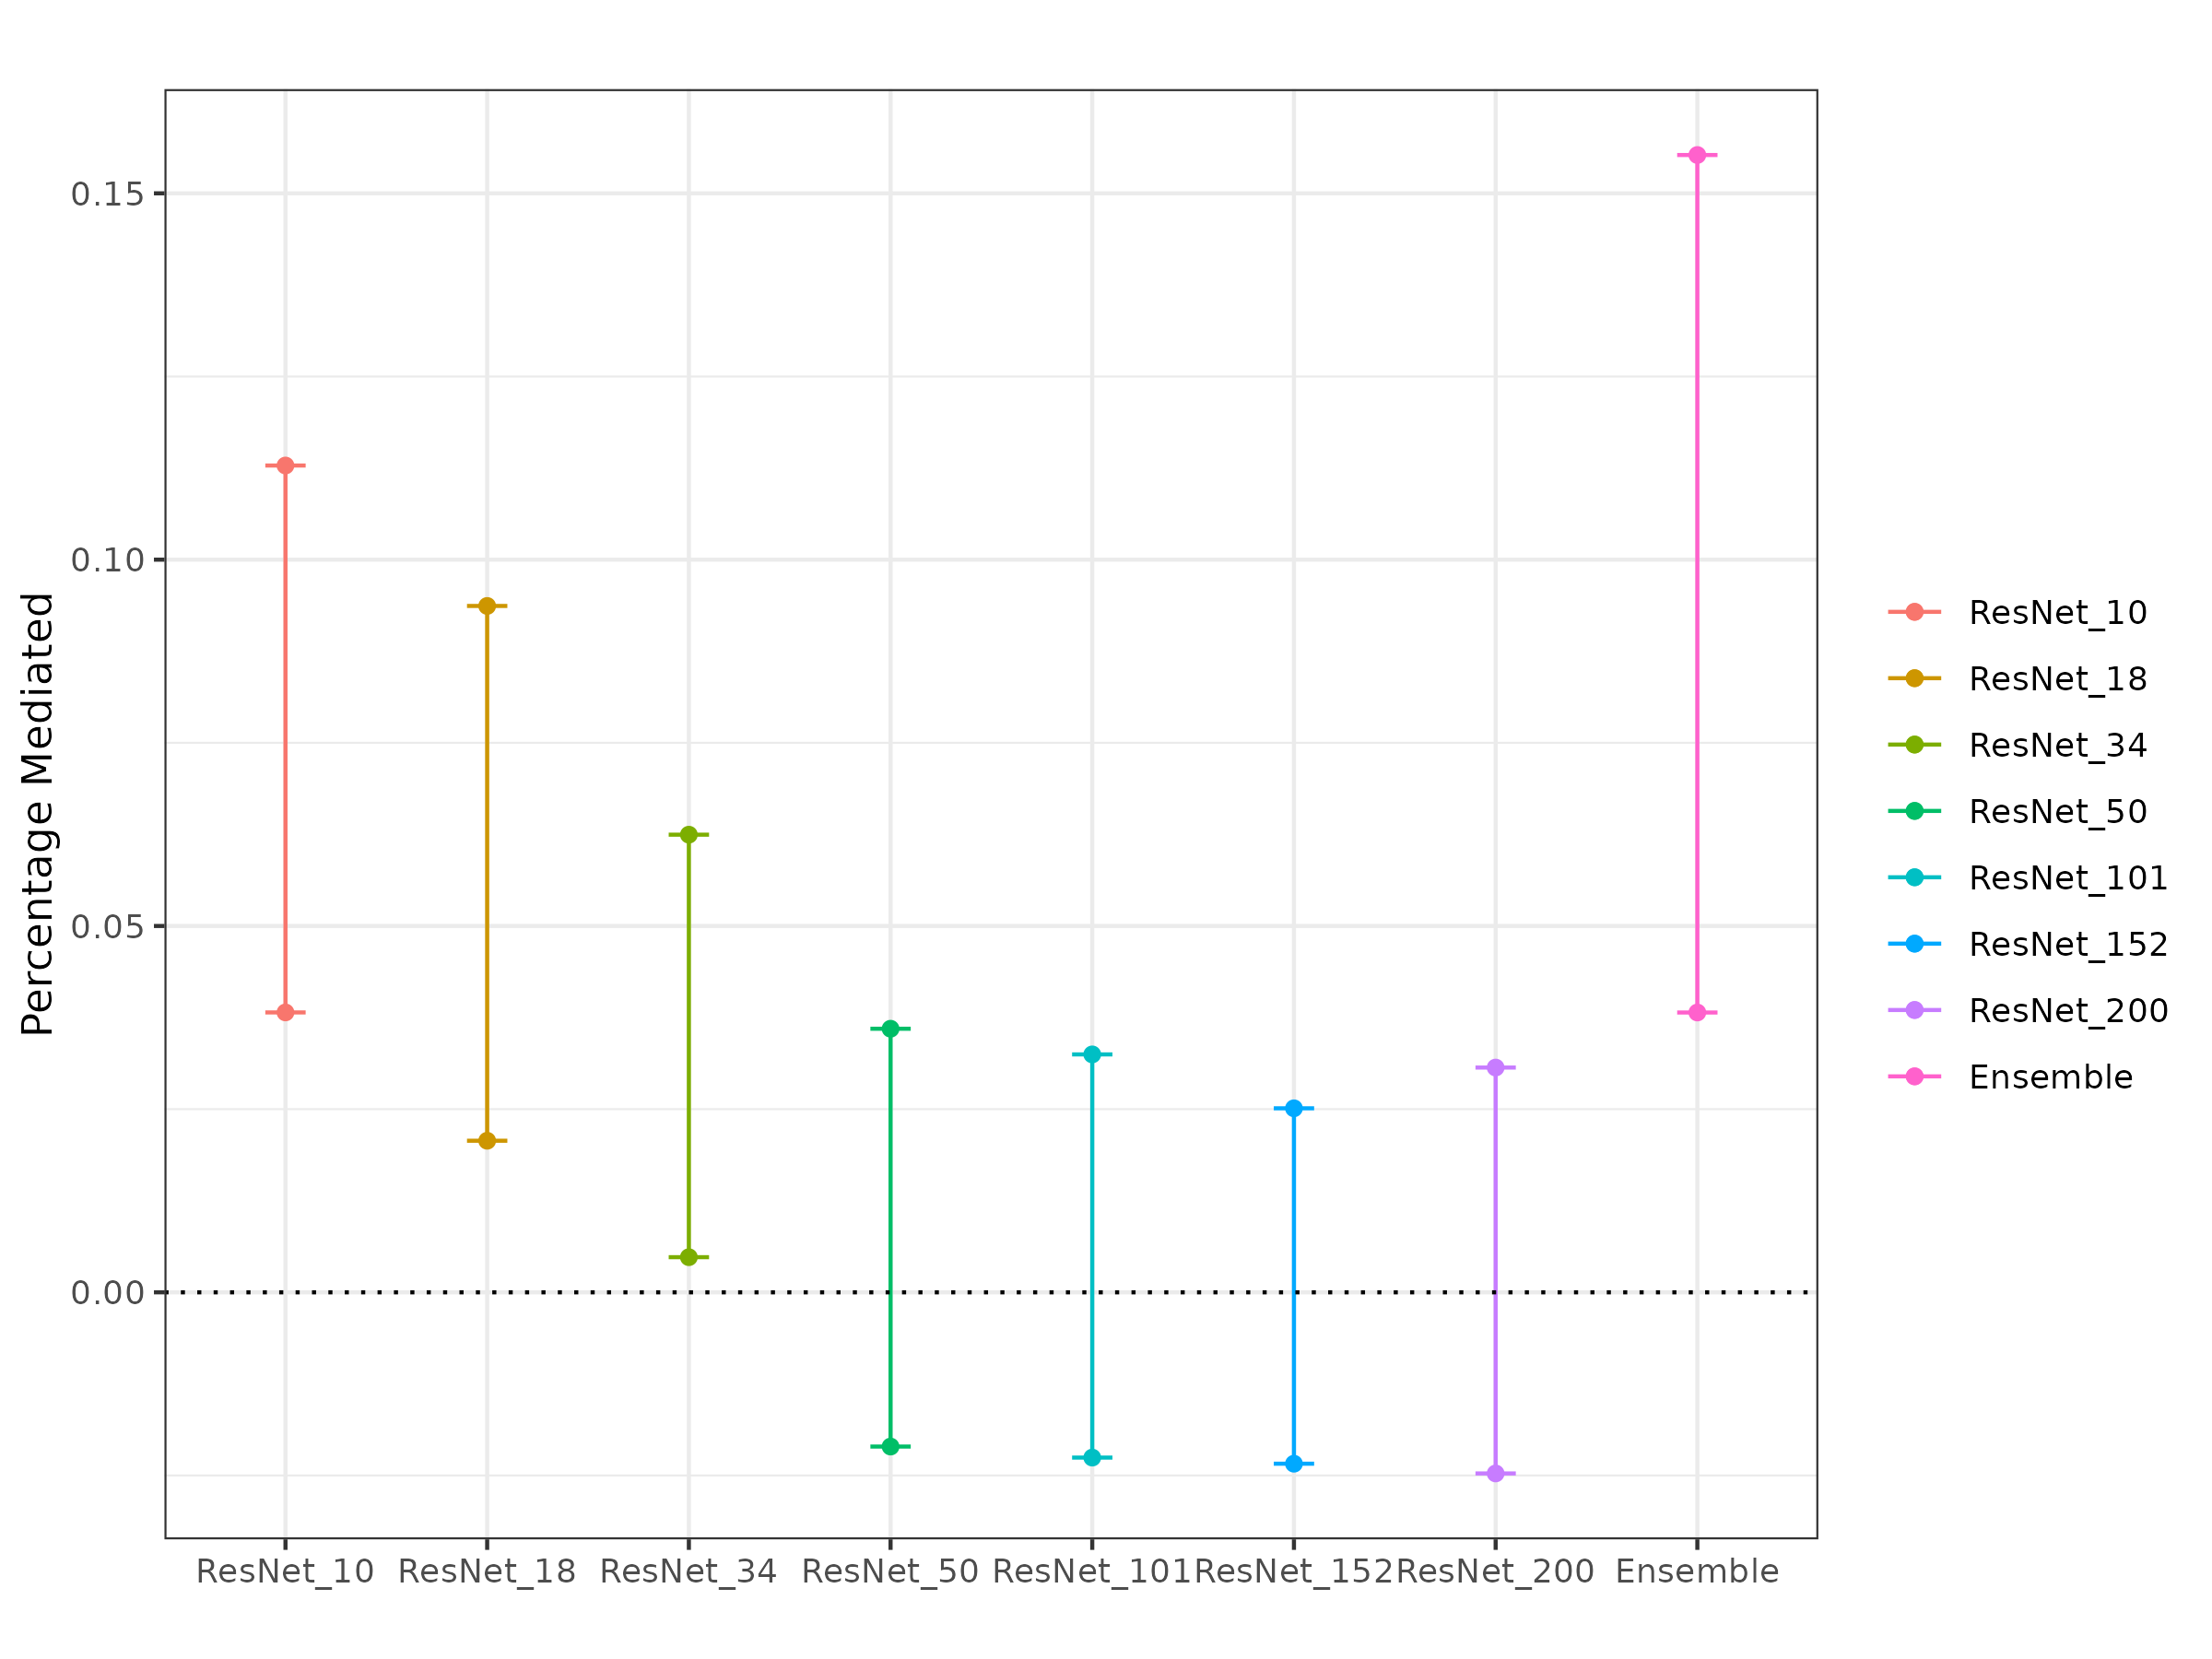 Percentage Mediated
0.15
0.10
0.05
0.00
ResNet_10
ResNet_18
ResNet_34
ResNet_50
ResNet_101
ResNet_152
ResNet_200
Ensemble
ResNet_10
ResNet_18
ResNet_34
ResNet_50
ResNet_101
ResNet_152
ResNet_200
Ensemble